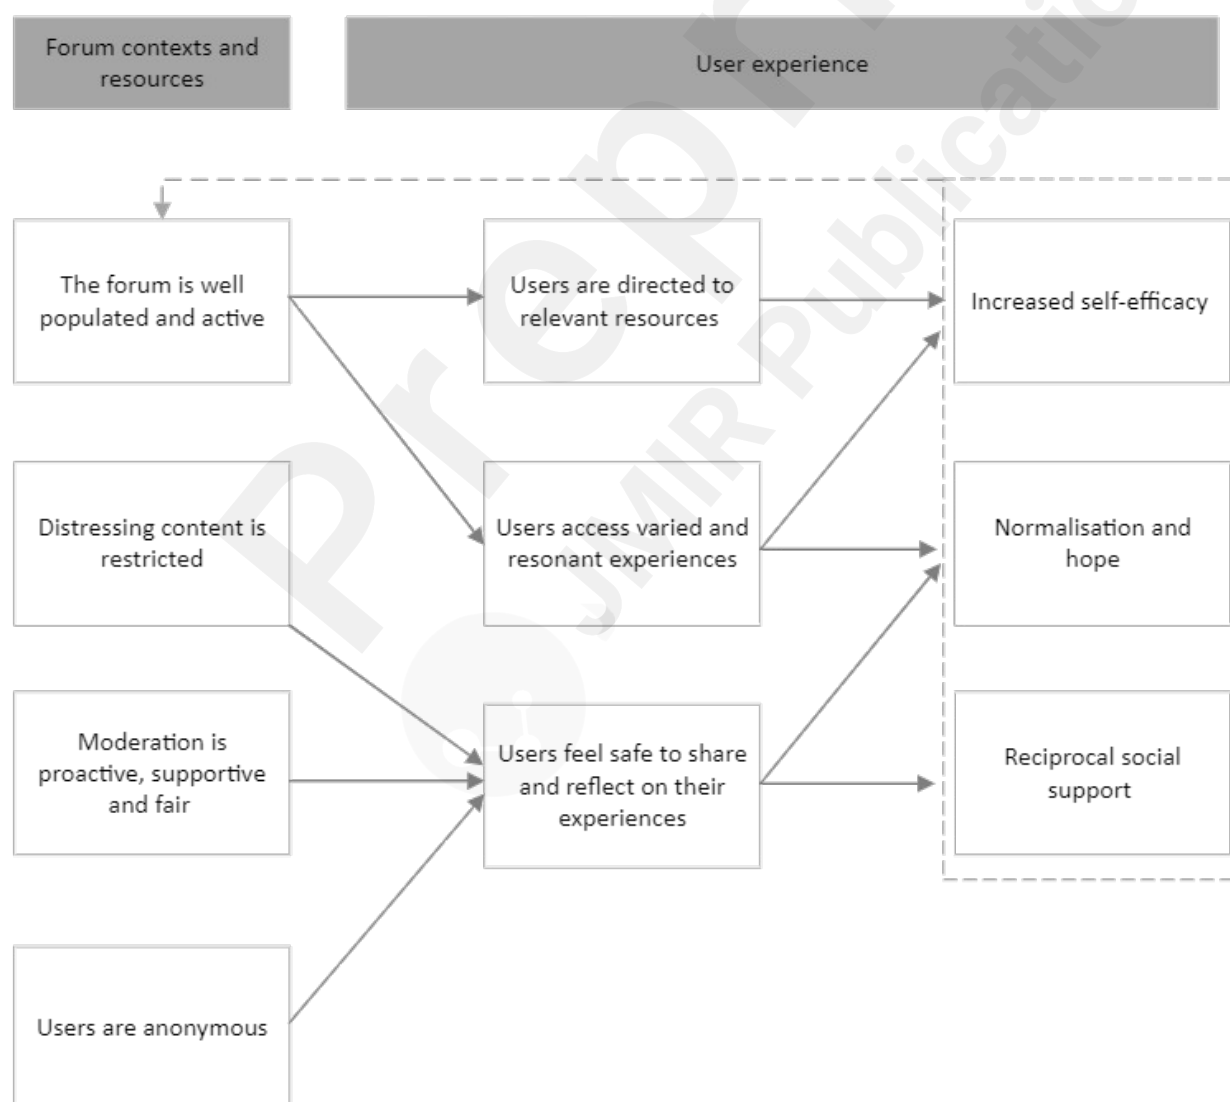 Forum contexts and
resources
User experience
The forum is well
populated and active
Users are directed to
relevant resources
Increased self-efficacy
Distressing content is
restricted
Users access varied and
resonant experiences
Normalisation and
hope
Moderation is
proactive, supportive
and fair
Users feel safe to share
and reflect on their
experiences
Reciprocal social
support
Users are anonymous
Prepr
JMIR Publicatio